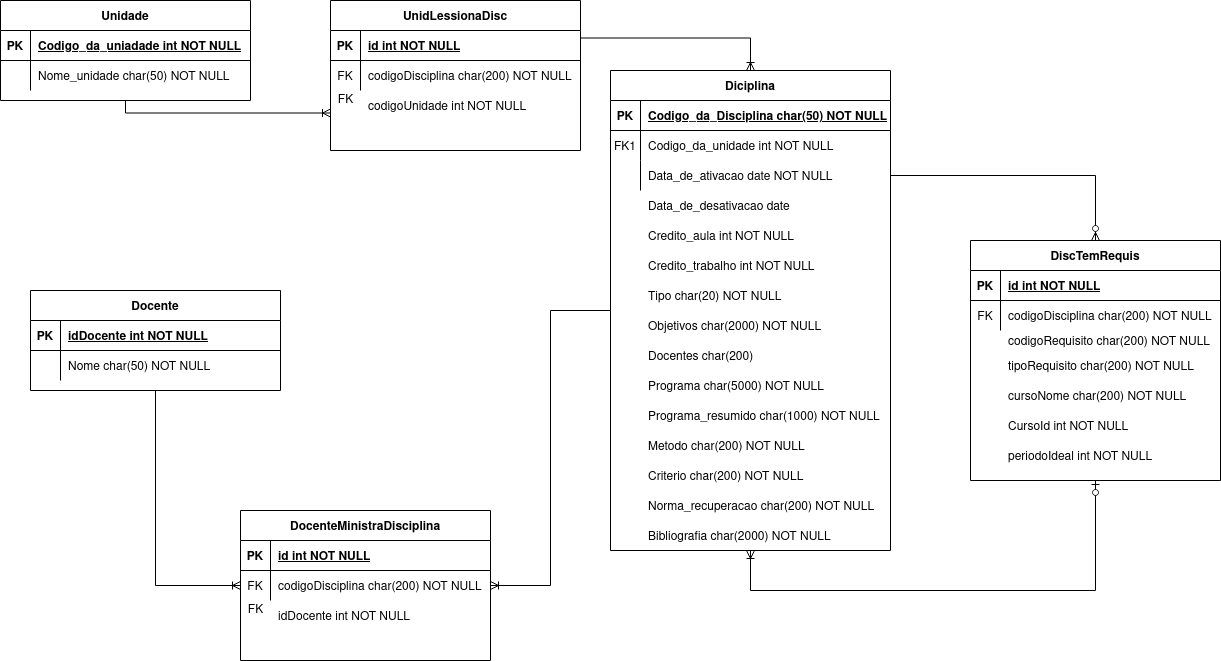 Unidade
PK Codigo_da_uniadade int NOT NULL
Nome_unidade char(50) NOT NULL
UnidLessionaDisc
PK id int NOT NULL
FK codigoDisciplina char(200) NOT NULL
FK codigoUnidade int NOT NULL
Diciplina
PK Codigo_da_Disciplina char(50) NOT NULL
FK1 Codigo_da_unidade int NOT NULL
Data_de_ativacao date NOT NULL
Data_de_desativacao date
Credito_aula int NOT NULL
Credito_trabalho int NOT NULL
Tipo char(20) NOT NULL
Objetivos char(2000) NOT NULL
Docentes char(200)
Programa char(5000) NOT NULL
Programa_resumido char(1000) NOT NULL
Metodo char(200) NOT NULL
Criterio char(200) NOT NULL
Norma_recuperacao char(200) NOT NULL
Bibliografia char(2000) NOT NULL
DiscTemRequis
PK id int NOT NULL
FK codigoDisciplina char(200) NOT NULL
codigoRequisito char(200) NOT NULL
tipoRequisito char(200) NOT NULL
cursoNome char(200) NOT NULL
CursoId int NOT NULL
periodoIdeal int NOT NULL
Docente
PK idDocente int NOT NULL
Nome char(50) NOT NULL
DocenteMinistraDisciplina
PK id int NOT NULL
FK codigoDisciplina char(200) NOT NULL
FK idDocente int NOT NULL